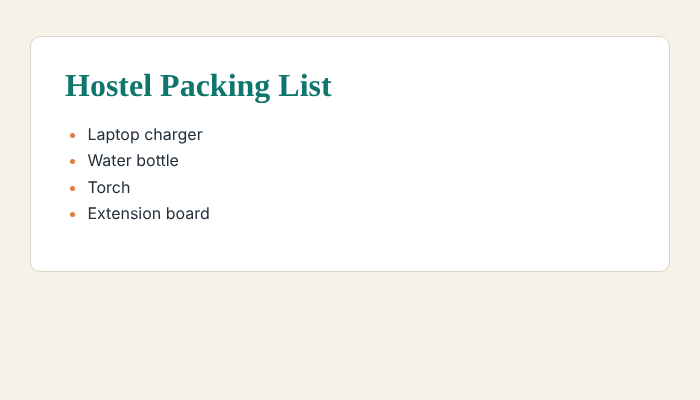 Hostel Packing List
Laptop charger
Water bottle
Torch
Extension board